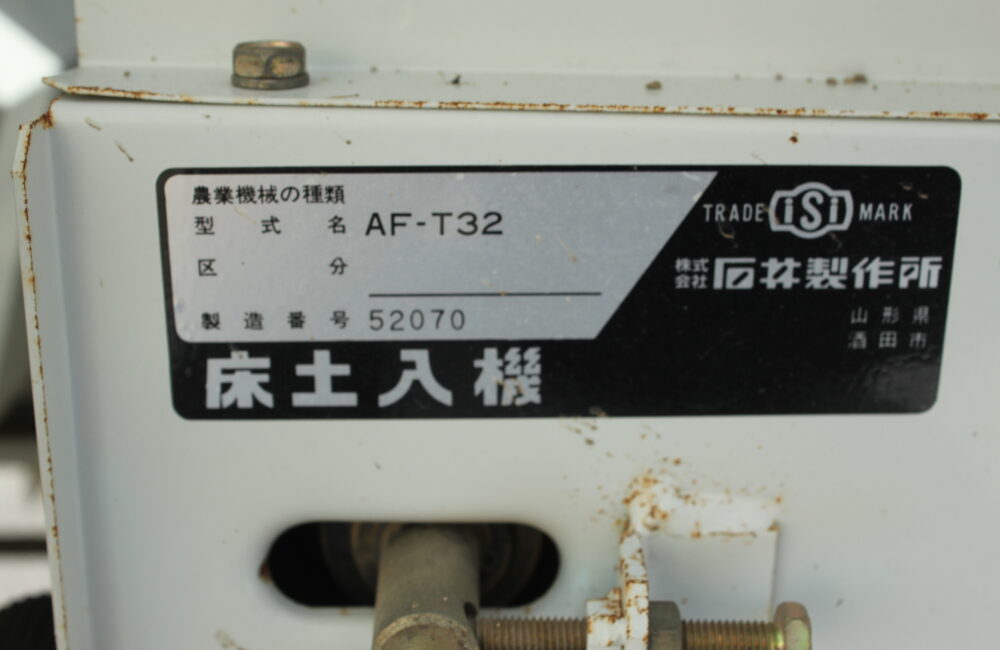 農業機械の種類
型式名 AF-T32
区分
製造番号 52070
床土入機
TRADE iSi MARK
株式会社 石井製作所
山形県
酒田市